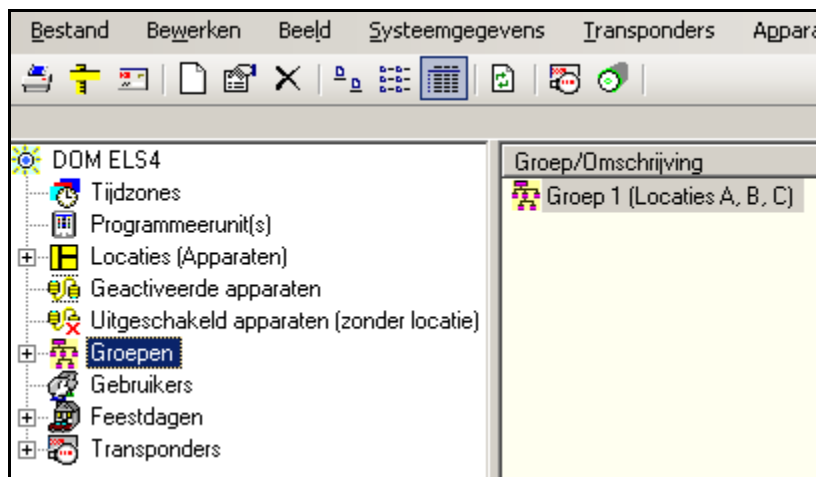 Bestand Bewerken Beeld Systeemgegevens Transponders
DOM ELS4
Tijdzones
Programmeerunit(s)
Locaties (Apparaten)
Geactiveerde apparaten
Uitgeschakeld apparaten (zonder locatie)
Groepen
Gebruikers
Feestdagen
Transponders
Groep/Omschrijving
Groep 1 (Locaties A, B, C)